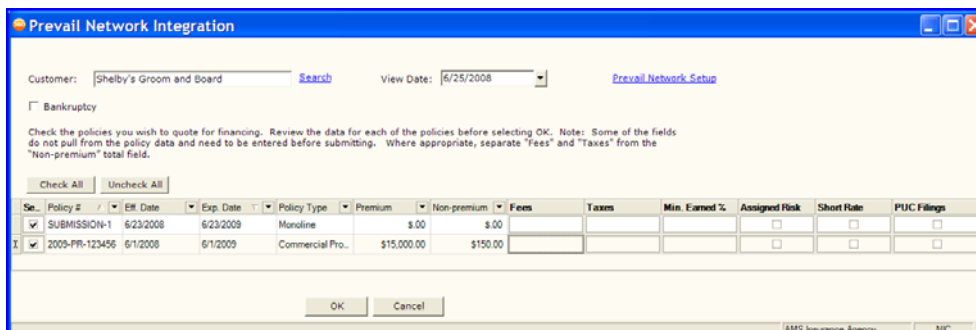 Prevail Network Integration
Customer: Shelby's Groom and Board Search View Date: 6/25/2008 Prevail Network Setup
Bankruptcy
Check the policies you wish to quote for financing. Review the data for each of the policies before selecting OK. Note: Some of the fields
do not pull from the policy data and need to be entered before submitting. Where appropriate, separate "Fees" and "Taxes" from the
"Non-premium" total field.
Check All Uncheck All
Se.. Policy # Eff. Date Exp. Date Policy Type Premium Non-premium Fees Taxes Min. Earned % Assigned Risk Short Rate PUC Filings
SUBMISSION-1 6/23/2008 6/23/2009 Monoline $.00 $.00
2009-PR-123456 6/1/2008 6/1/2009 Commercial Pro.. $15,000.00 $150.00
OK Cancel
AMS Insurance Agency NIC